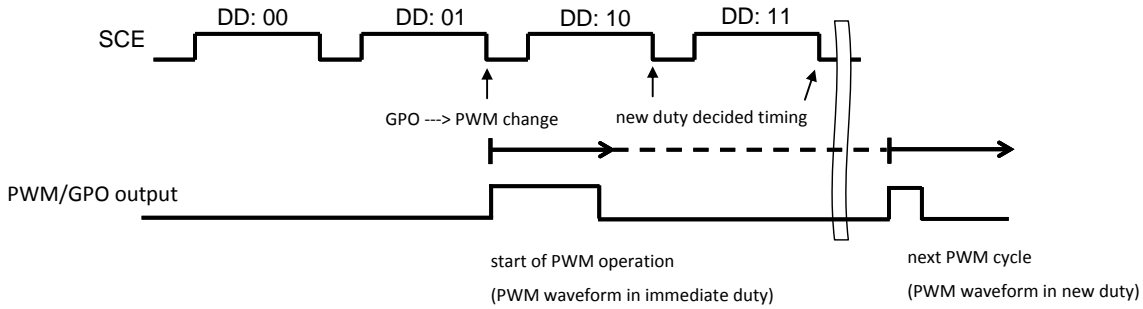 DD: 00
DD: 01
DD: 10
DD: 11
SCE
GPO ---> PWM change
new duty decided timing
PWM/GPO output
start of PWM operation
(PWM waveform in immediate duty)
next PWM cycle
(PWM waveform in new duty)